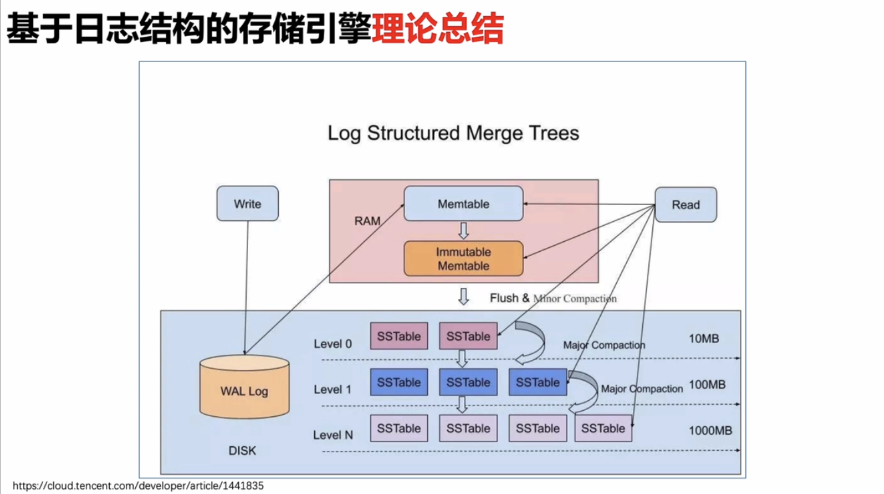 基于日志结构的存储引擎理论总结
Log Structured Merge Trees
Write
RAM
Memtable
Read
Immutable
Memtable
Flush & Minor Compaction
Level 0
SSTable
SSTable
Major Compaction
10MB
WAL Log
Level 1
SSTable
SSTable
SSTable
Major Compaction
100MB
Level N
SSTable
SSTable
SSTable
SSTable
1000MB
DISK
https://cloud.tencent.com/developer/article/1441835